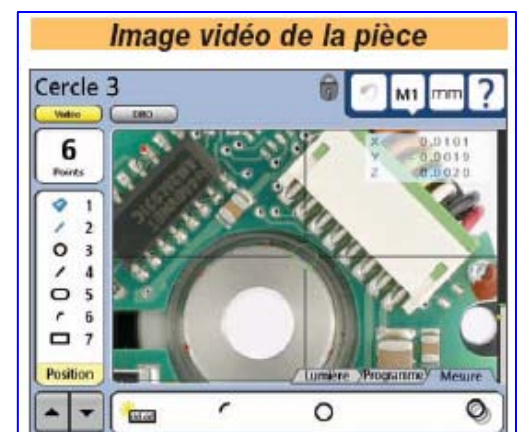 Image vidéo de la pièce
Cercle 3
M1 mm ?
Vidéo DRO
6
Points
X 0.0101
Y -0.0019
Z 0.0020
1
2
3
4
5
6
7
Position
Lumière Programme Mesure